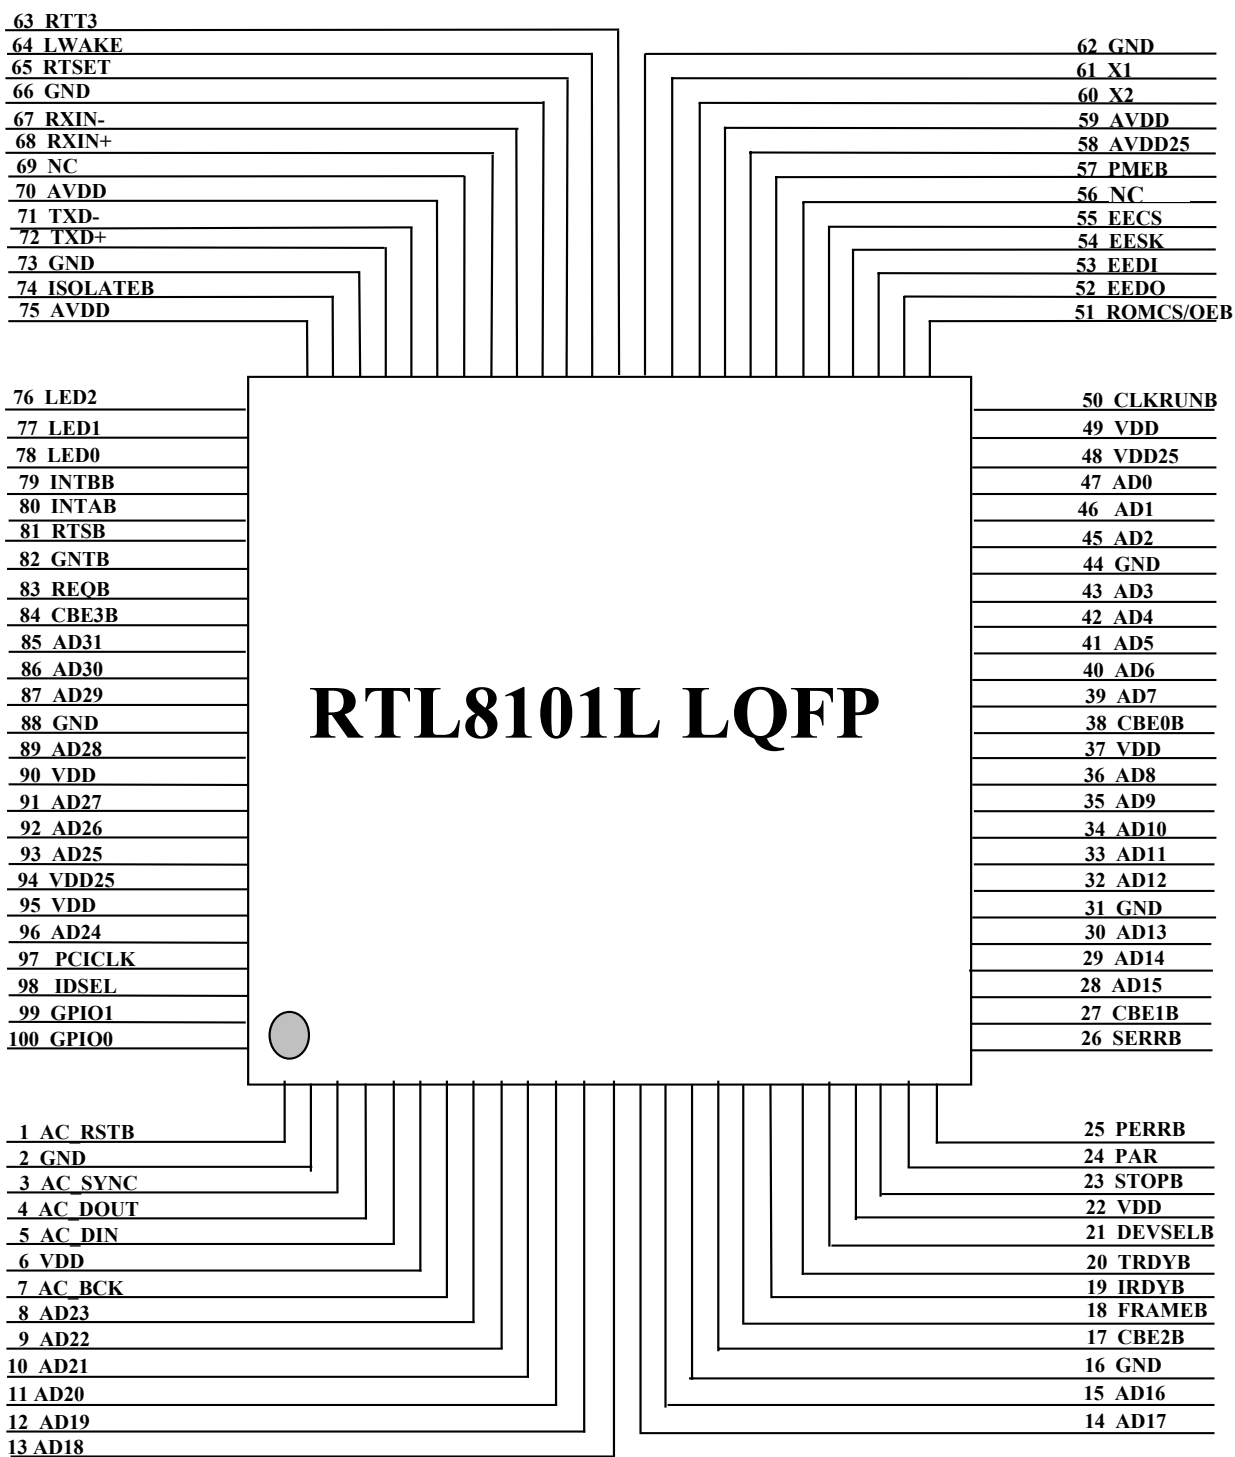 63 RTT3
64 LWAKE
65 RTSET
66 GND
67 RXIN-
68 RXIN+
69 NC
70 AVDD
71 TXD-
72 TXD+
73 GND
74 ISOLATEB
75 AVDD
62 GND
61 X1
60 X2
59 AVDD
58 AVDD25
57 PMEB
56 NC
55 EECS
54 EESK
53 EEDI
52 EEDO
51 ROMCS/OEB
76 LED2
77 LED1
78 LED0
79 INTBB
80 INTAB
81 RTSB
82 GNTB
83 REQB
84 CBE3B
85 AD31
86 AD30
87 AD29
88 GND
89 AD28
90 VDD
91 AD27
92 AD26
93 AD25
94 VDD25
95 VDD
96 AD24
97 PCICLK
98 IDSEL
99 GPIO1
100 GPIO0
RTL8101L LQFP
50 CLKRUNB
49 VDD
48 VDD25
47 AD0
46 AD1
45 AD2
44 GND
43 AD3
42 AD4
41 AD5
40 AD6
39 AD7
38 CBE0B
37 VDD
36 AD8
35 AD9
34 AD10
33 AD11
32 AD12
31 GND
30 AD13
29 AD14
28 AD15
27 CBE1B
26 SERRB
1 AC_RSTB
2 GND
3 AC_SYNC
4 AC_DOUT
5 AC_DIN
6 VDD
7 AC_BCK
8 AD23
9 AD22
10 AD21
11 AD20
12 AD19
13 AD18
25 PERRB
24 PAR
23 STOPB
22 VDD
21 DEVSELB
20 TRDYB
19 IRDYB
18 FRAMEB
17 CBE2B
16 GND
15 AD16
14 AD17